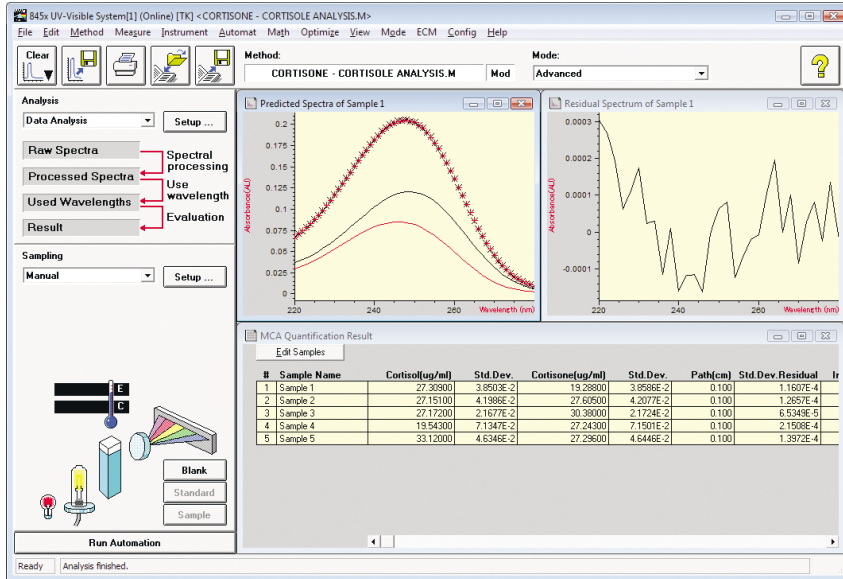 845x UV-Visible System[1] (Online) [TK] <CORTISONE - CORTISOLE ANALYSIS.M>
File Edit Method Measure Instrument Automat Math Optimize View Mode ECM Config Help
Clear
Method:
CORTISONE - CORTISOLE ANALYSIS.M Mod
Mode:
Advanced
Analysis
Data Analysis Setup ...
Raw Spectra
Spectral processing
Processed Spectra
Use wavelength
Used Wavelengths
Evaluation
Result
Sampling
Manual Setup ...
E
C
Blank
Standard
Sample
Run Automation
Predicted Spectra of Sample 1
Absorbance(AU)
0.2
0.175
0.15
0.125
0.1
0.075
0.05
0.025
0
220 240 260 Wavelength (nm)
Residual Spectrum of Sample 1
Absorbance(AU)
0.0003
0.0002
0.0001
0
-0.0001
220 240 260 Wavelength (nm)
MCA Quantification Result
Edit Samples
# Sample Name Cortisol(ug/ml) Std.Dev. Cortisone(ug/ml) Std.Dev. Path(cm) Std.Dev.Residual
1 Sample 1 27.30900 3.8503E-2 19.28800 3.8586E-2 0.100 1.1607E-4
2 Sample 2 27.15100 4.1986E-2 27.60500 4.2077E-2 0.100 1.2657E-4
3 Sample 3 27.17200 2.1677E-2 30.38000 2.1724E-2 0.100 6.5349E-5
4 Sample 4 19.54300 7.1347E-2 27.24300 7.1501E-2 0.100 2.1508E-4
5 Sample 5 33.12000 4.6346E-2 27.29600 4.6446E-2 0.100 1.3972E-4
Ready Analysis finished.